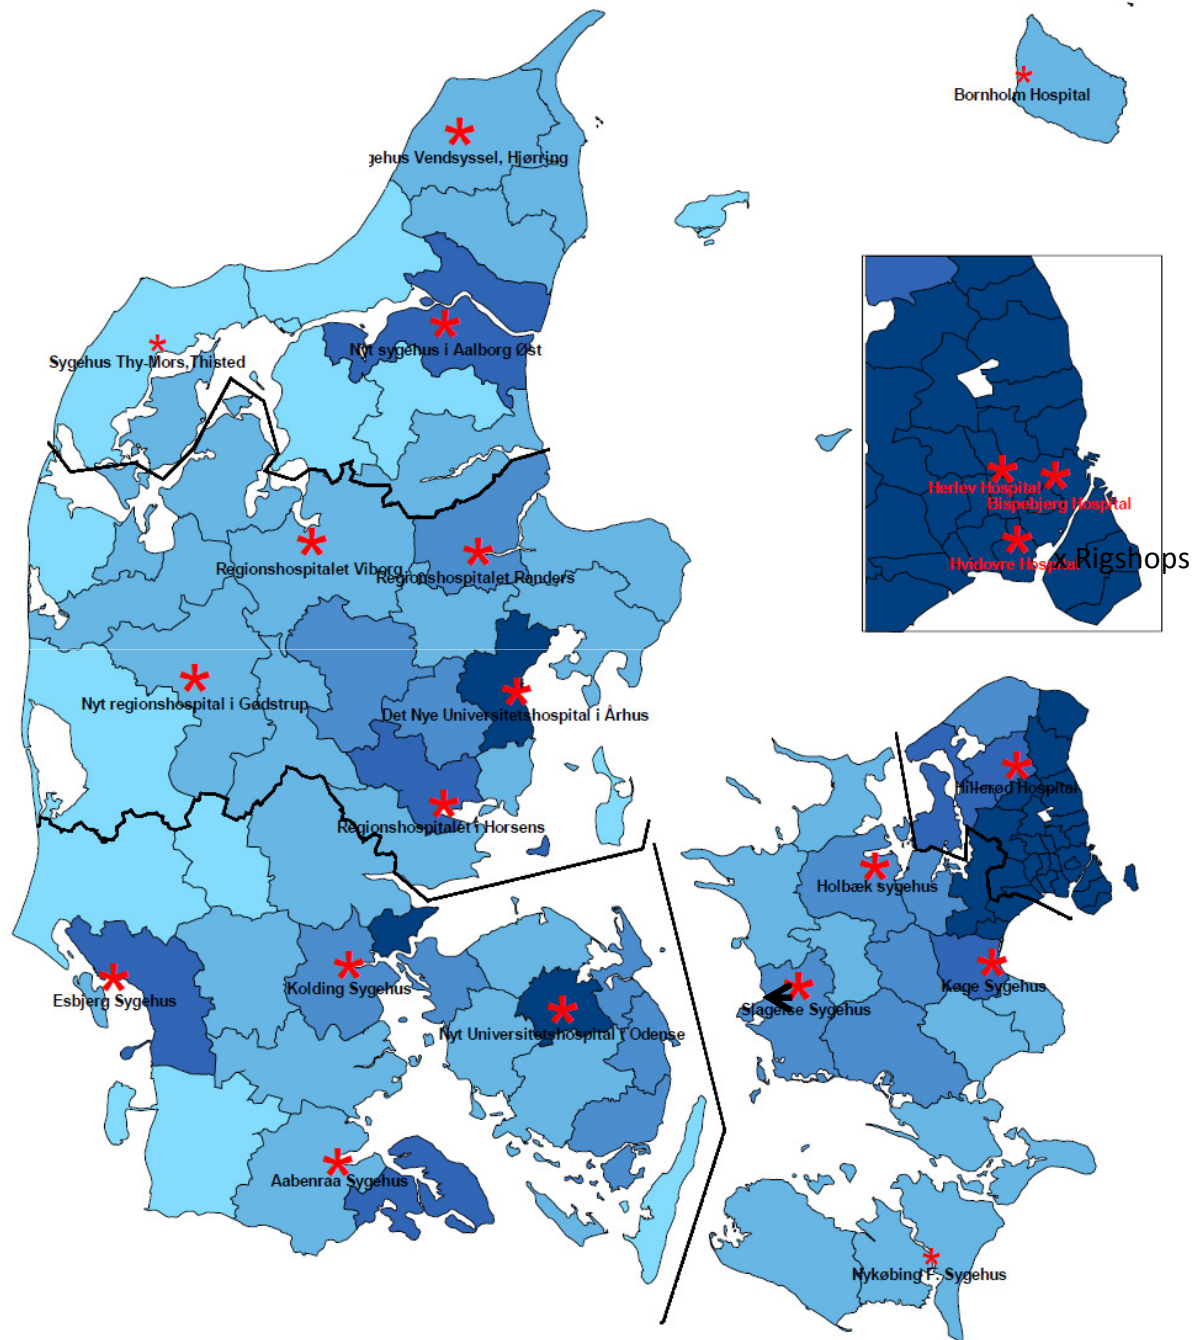 Bornholm Hospital
gehus Vendsyssel, Hjørring
Nyt sygehus i Aalborg Øst
Sygehus Thy-Mors,Thisted
Herlev Hospital
Bispebjerg Hospital
Hvidovre Hospital
x Rigshops
Regionshospitalet Viborg
Regionshospitalet Randers
Nyt regionshospital i Gødstrup
Det Nye Universitetshospital i Århus
Hillerød Hospital
Regionshospitalet i Horsens
Holbæk sygehus
Esbjerg Sygehus
Kolding Sygehus
Køge Sygehus
Slagelse Sygehus
Nyt Universitetshospital i Odense
Aabenraa Sygehus
Nykøbing F. Sygehus